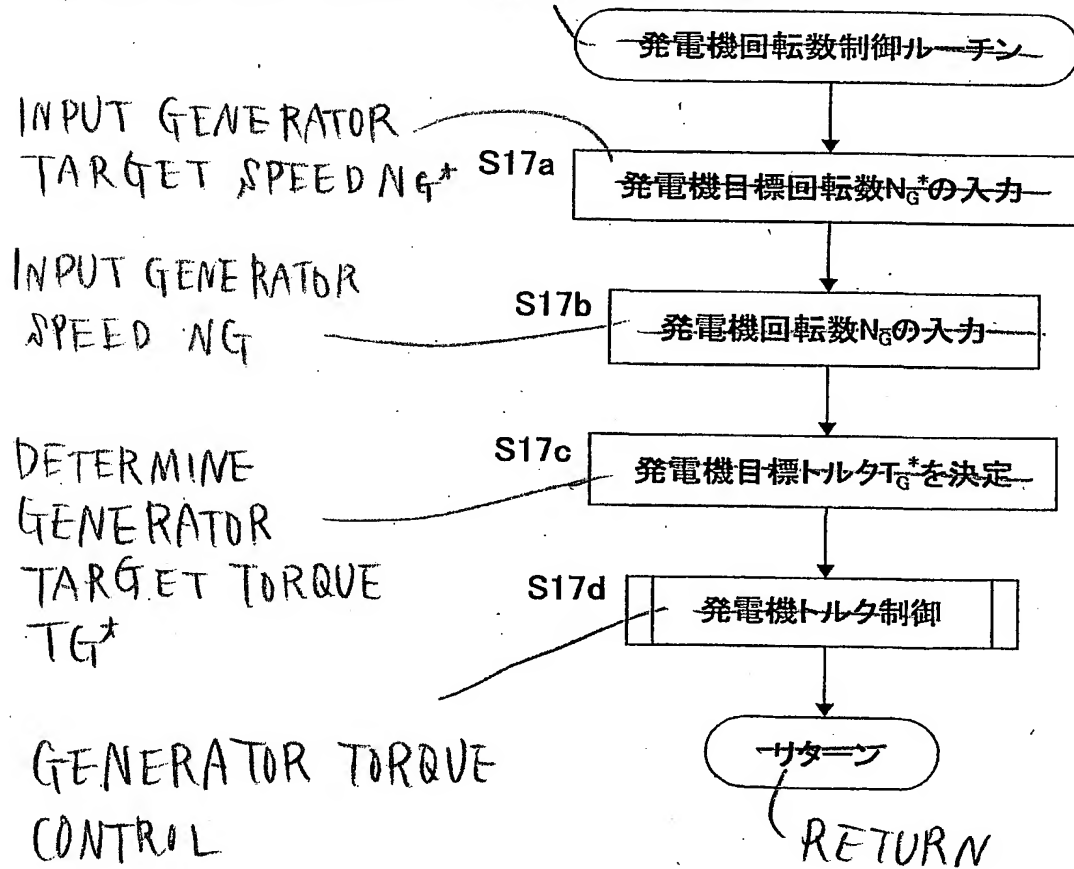 発電機回転数制御ルーチン
INPUT GENERATOR
TARGET SPEED NG*
S17a
発電機目標回転数NG*の入力
INPUT GENERATOR
SPEED NG
S17b
発電機回転数NGの入力
DETERMINE
GENERATOR
TARGET TORQUE
TG*
S17c
発電機目標トルクTG*を決定
S17d
発電機トルク制御
GENERATOR TORQUE
CONTROL
リターン
RETURN